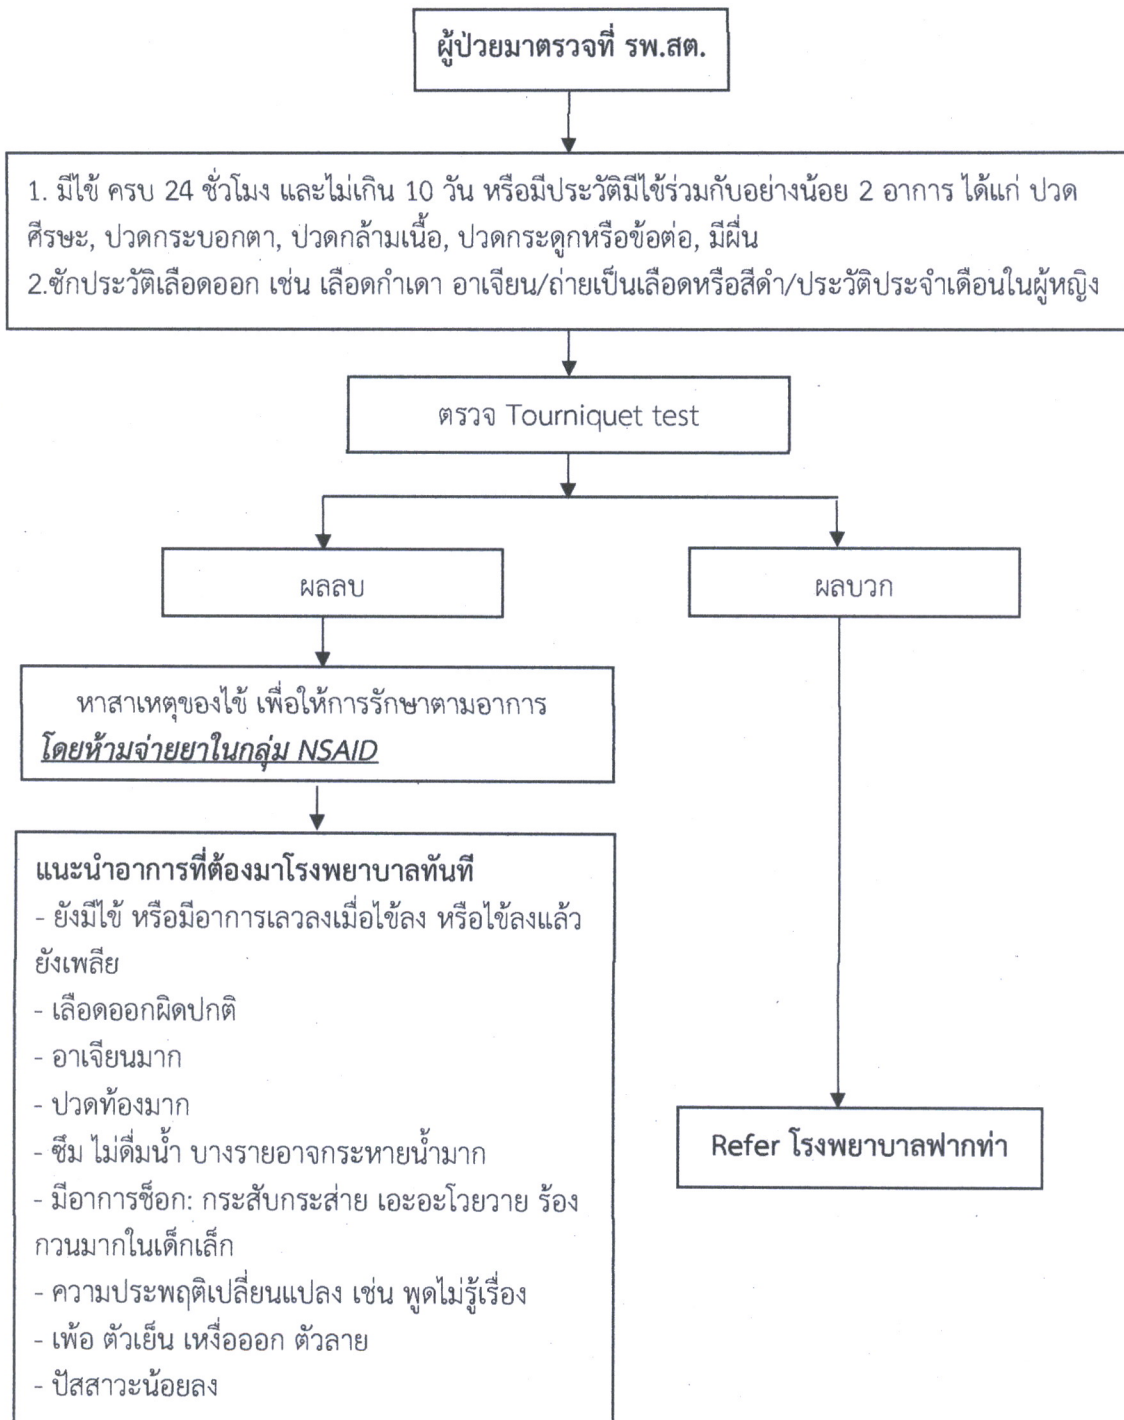 ผู้ป่วยมาตรวจที่ รพ.สต.
1. มีไข้ ครบ 24 ชั่วโมง และไม่เกิน 10 วัน หรือมีประวัติมีไข้ร่วมกับอย่างน้อย 2 อาการ ได้แก่ ปวด
ศีรษะ, ปวดกระบอกตา, ปวดกล้ามเนื้อ, ปวดกระดูกหรือข้อต่อ, มีผื่น
2.ซักประวัติเลือดออก เช่น เลือดกำเดา อาเจียน/ถ่ายเป็นเลือดหรือสีดำ/ประวัติประจำเดือนในผู้หญิง
ตรวจ Tourniquet test
ผลลบ
ผลบวก
หาสาเหตุของไข้ เพื่อให้การรักษาตามอาการ
โดยห้ามจ่ายยาในกลุ่ม NSAID
แนะนำอาการที่ต้องมาโรงพยาบาลทันที
- ยังมีไข้ หรือมีอาการเลวลงเมื่อไข้ลง หรือไข้ลงแล้ว
ยังเพลีย
- เลือดออกผิดปกติ
- อาเจียนมาก
- ปวดท้องมาก
- ซึม ไม่ดื่มน้ำ บางรายอาจกระหายน้ำมาก
- มีอาการช็อก: กระสับกระส่าย เอะอะโวยวาย ร้อง
กวนมากในเด็กเล็ก
- ความประพฤติเปลี่ยนแปลง เช่น พูดไม่รู้เรื่อง
- เพ้อ ตัวเย็น เหงื่อออก ตัวลาย
- ปัสสาวะน้อยลง
Refer โรงพยาบาลฟากท่า